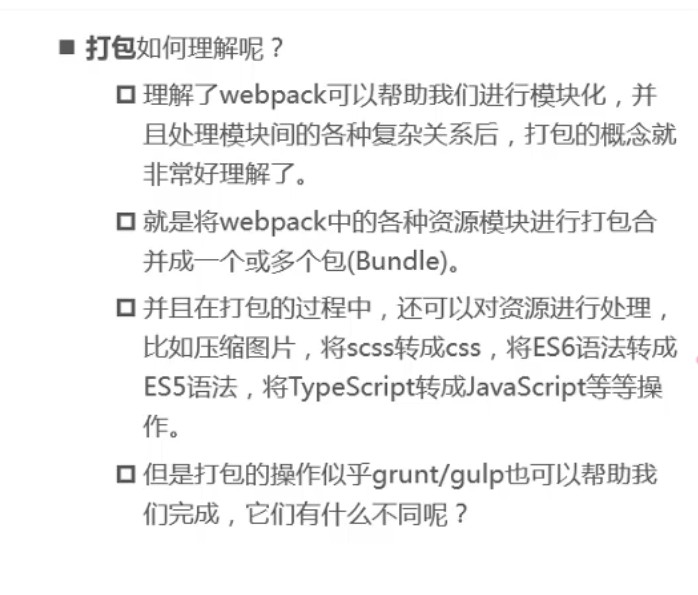 ■ 打包如何理解呢？
理解了webpack可以帮助我们进行模块化，并
且处理模块间的各种复杂关系后，打包的概念就
非常好理解了。
就是将webpack中的各种资源模块进行打包合
并成一个或多个包(Bundle)。
并且在打包的过程中，还可以对资源进行处理，
比如压缩图片，将scss转成css，将ES6语法转成
ES5语法，将TypeScript转成JavaScript等等操
作。
但是打包的操作似乎grunt/gulp也可以帮助我
们完成，它们有什么不同呢？